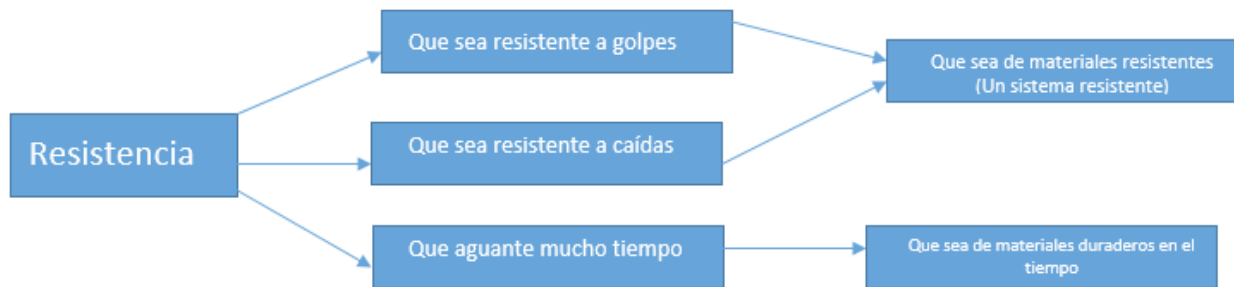 Que sea resistente a golpes
Que sea de materiales resistentes
(Un sistema resistente)
Resistencia
Que sea resistente a caídas
Que aguante mucho tiempo
Que sea de materiales duraderos en el
tiempo